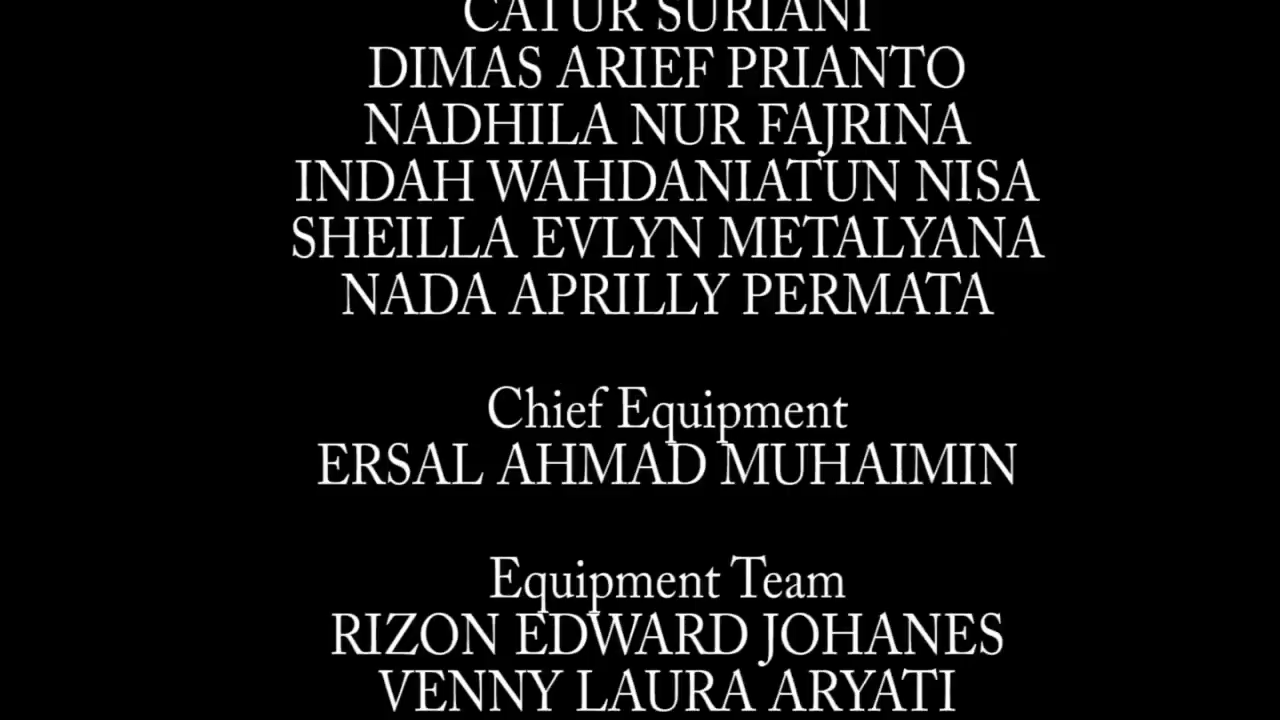 CATUR SURIANI
DIMAS ARIEF PRIANTO
NADHILA NUR FAJRINA
INDAH WAHDANIATUN NISA
SHEILLA EVLYN METALYANA
NADA APRILLY PERMATA
Chief Equipment
ERSAL AHMAD MUHAIMIN
Equipment Team
RIZON EDWARD JOHANES
VENNY LAURA ARYATI